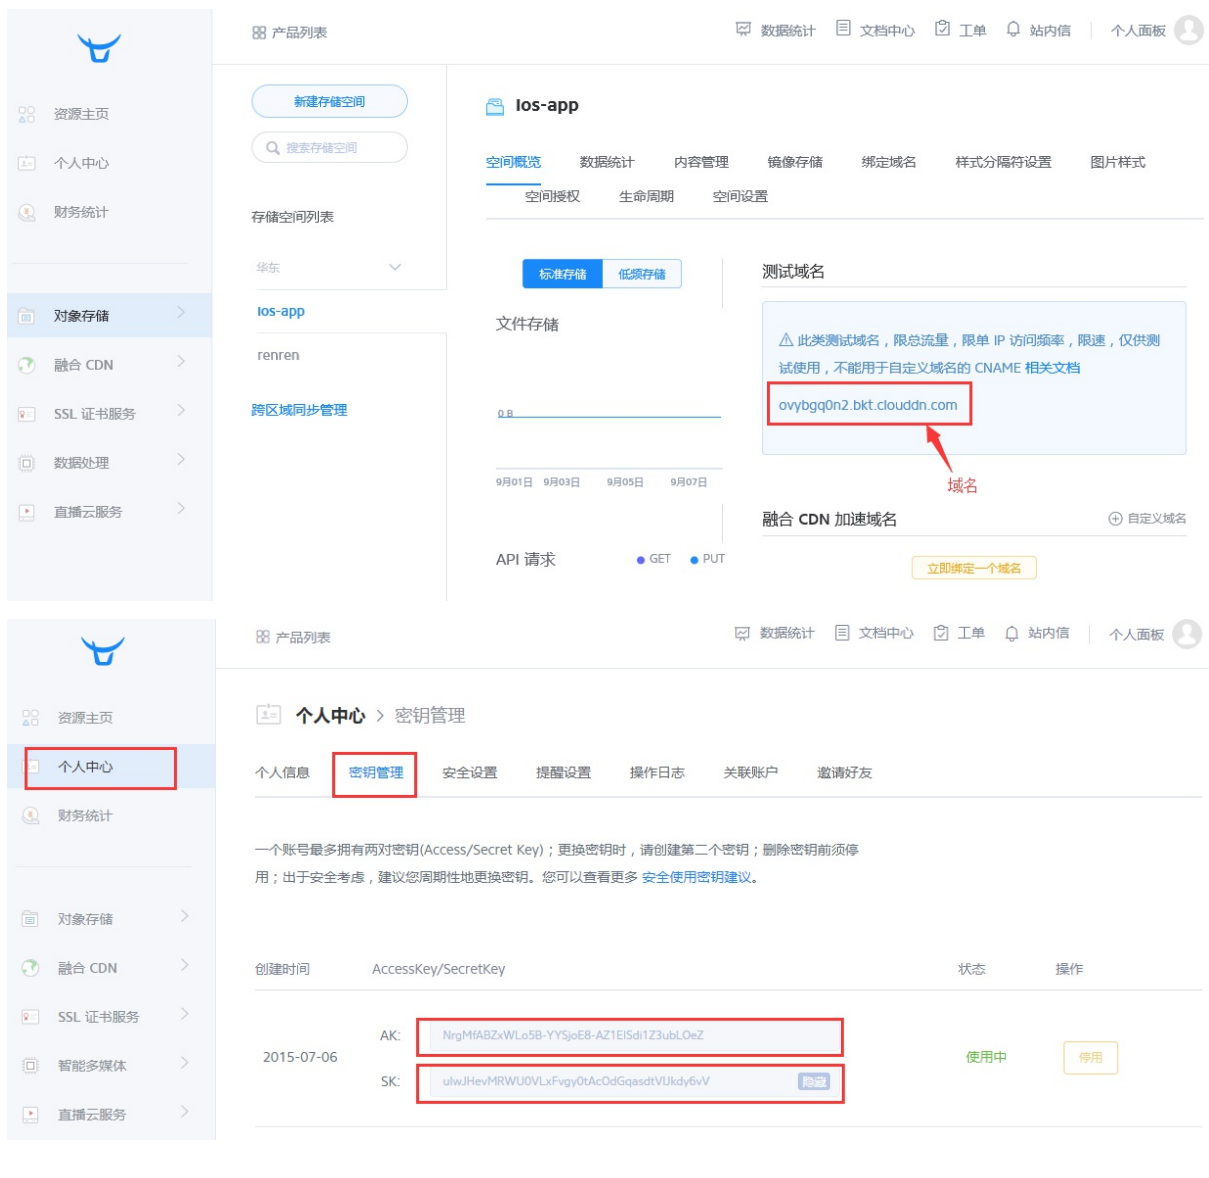 产品列表
数据统计 文档中心 工单 站内信 个人面板
资源主页
个人中心
财务统计
对象存储
融合 CDN
SSL 证书服务
数据处理
直播云服务
新建存储空间
搜索存储空间
存储空间列表
华东
ios-app
renren
跨区域同步管理
ios-app
空间概览 数据统计 内容管理 镜像存储 绑定域名 样式分隔符设置 图片样式
空间授权 生命周期 空间设置
标准存储 低频存储
文件存储
0 B
9月01日 9月03日 9月05日 9月07日
API 请求 GET PUT
测试域名
此类测试域名，限总流量，限单 IP 访问频率，限速，仅供测
试使用，不能用于自定义域名的 CNAME 相关文档
ovybgq0n2.bkt.clouddn.com
域名
融合 CDN 加速域名 自定义域名
立即绑定一个域名
产品列表
数据统计 文档中心 工单 站内信 个人面板
资源主页
个人中心
财务统计
对象存储
融合 CDN
SSL 证书服务
智能多媒体
直播云服务
个人中心 > 密钥管理
个人信息 密钥管理 安全设置 提醒设置 操作日志 关联账户 邀请好友
一个账号最多拥有两对密钥(Access/Secret Key)；更换密钥时，请创建第二个密钥；删除密钥前须停
用；出于安全考虑，建议您周期性地更换密钥。您可以查看更多 安全使用密钥建议。
创建时间 AccessKey/SecretKey 状态 操作
2015-07-06
AK:
SK:
隐藏
使用中 停用